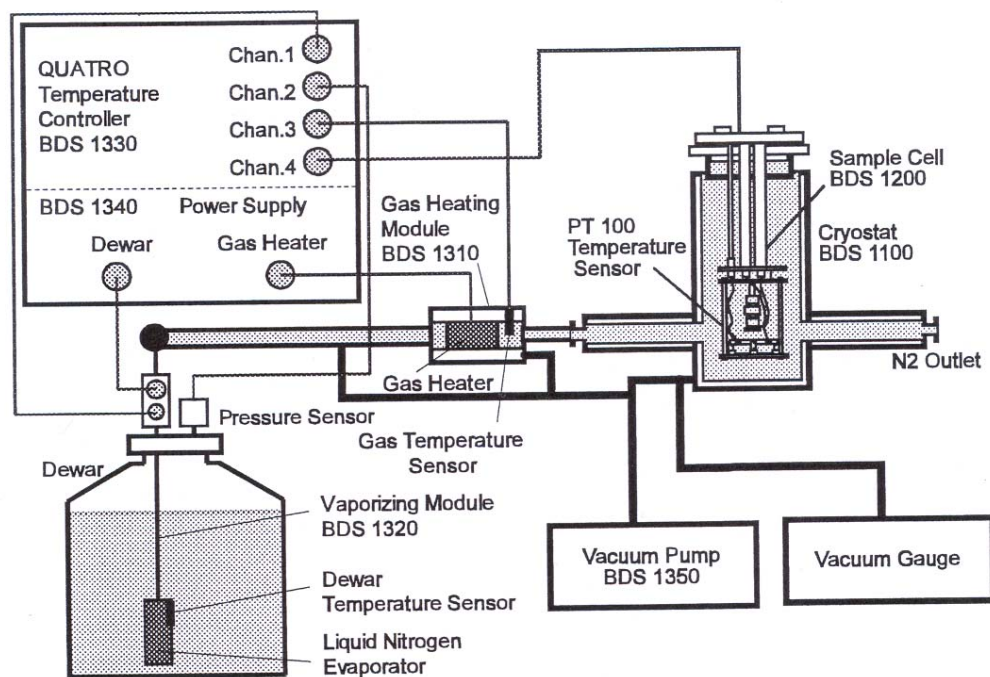 QUATRO
Temperature
Controller
BDS 1330
Chan.1
Chan.2
Chan.3
Chan.4
BDS 1340
Power Supply
Dewar
Gas Heater
Gas Heating
Module
BDS 1310
PT 100
Temperature
Sensor
Sample Cell
BDS 1200
Cryostat
BDS 1100
N2 Outlet
Gas Heater
Gas Temperature
Sensor
Pressure Sensor
Dewar
Vaporizing Module
BDS 1320
Dewar
Temperature Sensor
Liquid Nitrogen
Evaporator
Vacuum Pump
BDS 1350
Vacuum Gauge